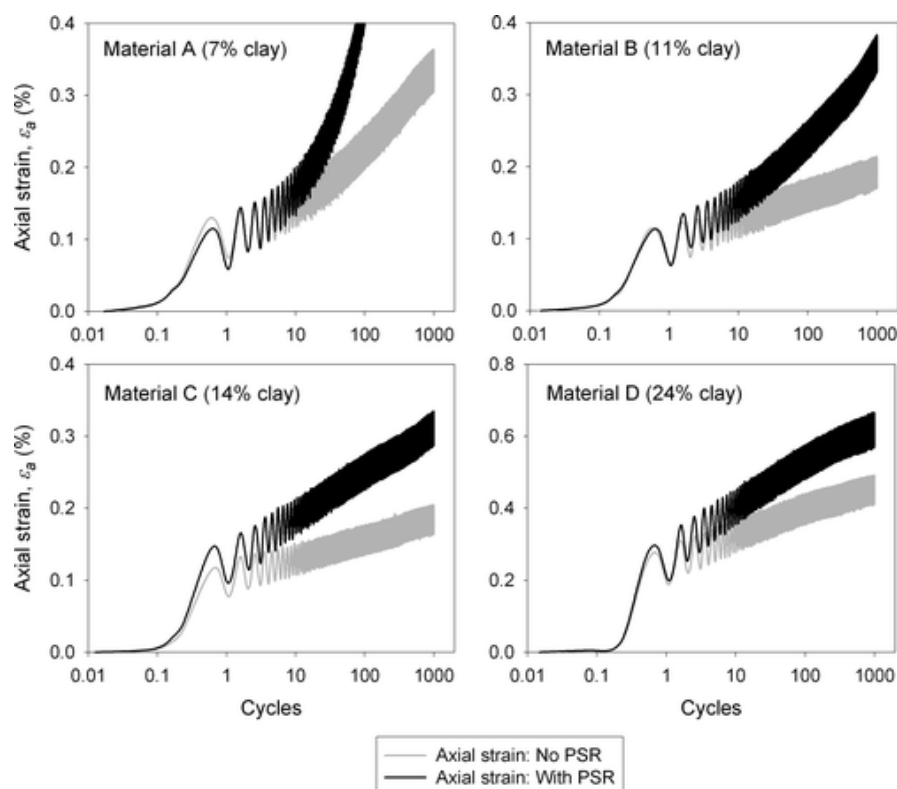 Material A (7% clay)
0.4
0.3
0.2
0.1
0.0
0.01 0.1 1 10 100 1000
Axial strain, εa (%)
Material B (11% clay)
0.4
0.3
0.2
0.1
0.0
0.01 0.1 1 10 100 1000
Material C (14% clay)
0.4
0.3
0.2
0.1
0.0
0.01 0.1 1 10 100 1000
Axial strain, εa (%)
Cycles
Material D (24% clay)
0.8
0.6
0.4
0.2
0.0
0.01 0.1 1 10 100 1000
Cycles
Axial strain: No PSR
Axial strain: With PSR